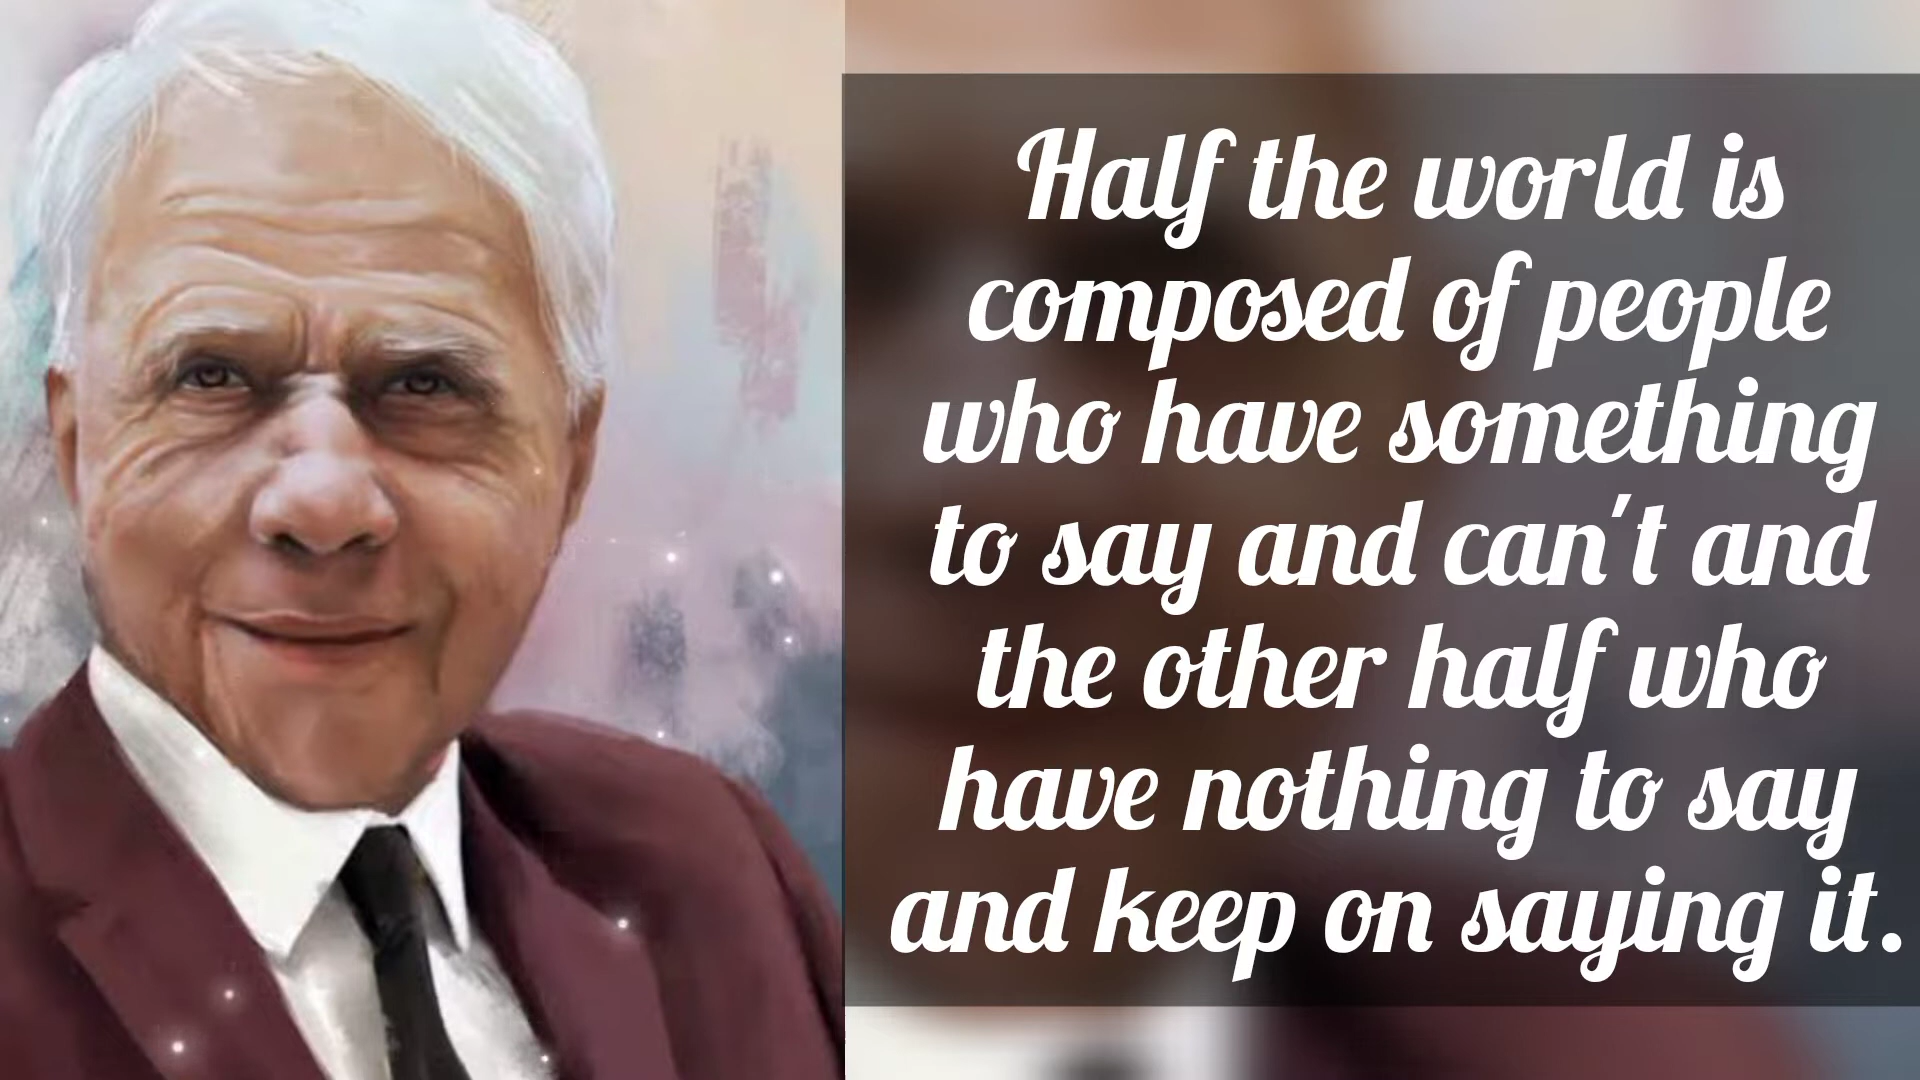 Half the world is
composed of people
who have something
to say and can't and
the other half who
have nothing to say
and keep on saying it.